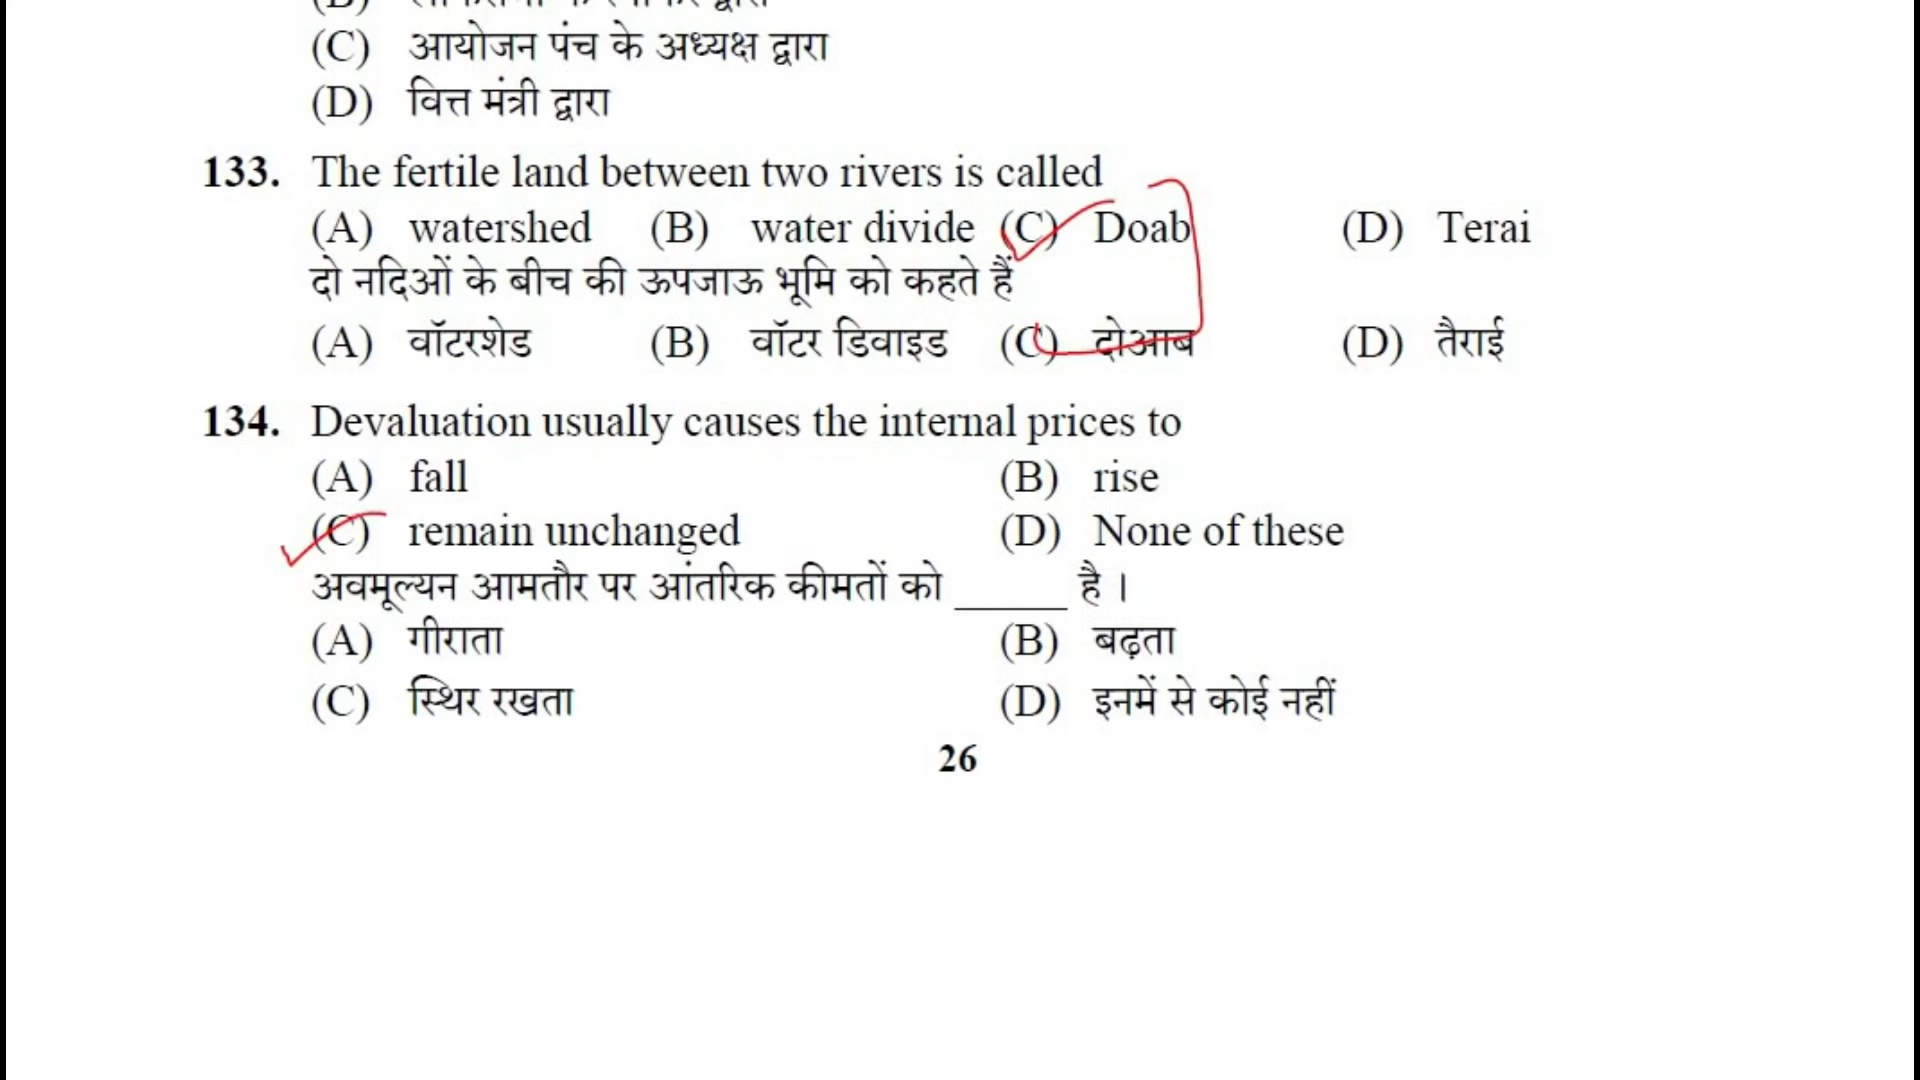 (C) आयोजन पंच के अध्यक्ष द्वारा
(D) वित्त मंत्री द्वारा
133. The fertile land between two rivers is called
(A) watershed (B) water divide (C) Doab (D) Terai
दो नदिओं के बीच की ऊपजाऊ भूमि को कहते हैं
(A) वॉटरशेड (B) वॉटर डिवाइड (C) दोआब (D) तैराई
134. Devaluation usually causes the internal prices to
(A) fall (B) rise
(C) remain unchanged (D) None of these
अवमूल्यन आमतौर पर आंतरिक कीमतों को _____ है ।
(A) गीराता (B) बढ़ता
(C) स्थिर रखता (D) इनमें से कोई नहीं
26